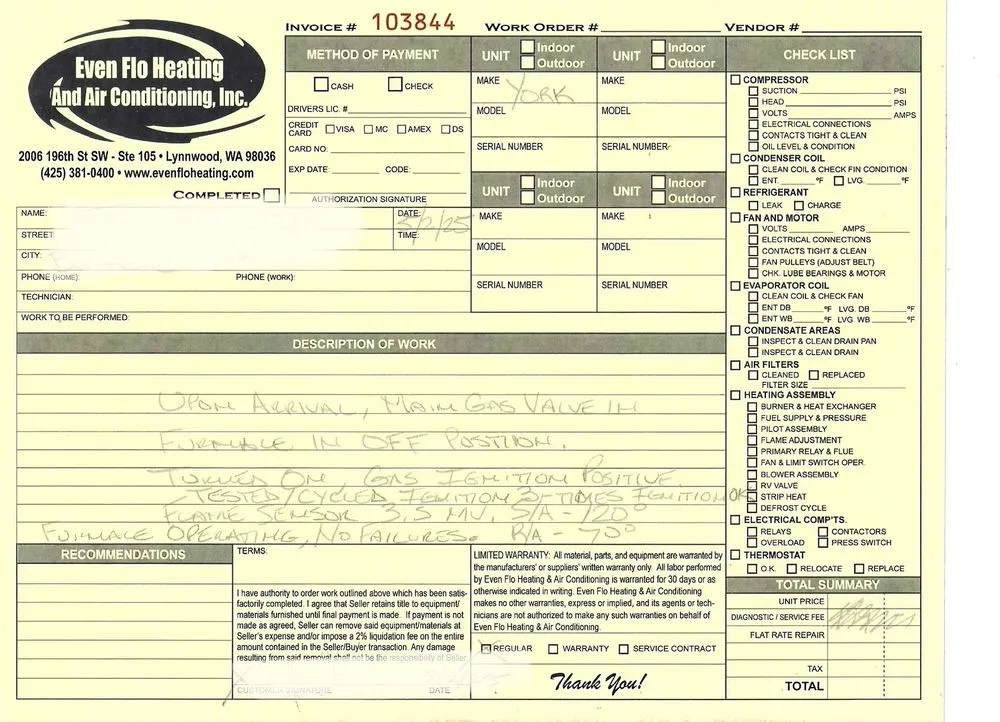 Even Flo Heating
And Air Conditioning, Inc.
2006 196th St SW - Ste 105 • Lynnwood, WA 98036
(425) 381-0400 • www.evenfloheating.com
COMPLETED
INVOICE # 103844
WORK ORDER #
VENDOR #
METHOD OF PAYMENT
CASH CHECK
DRIVERS LIC. #
CREDIT CARD VISA MC AMEX DS
CARD NO:
EXP DATE CODE:
AUTHORIZATION SIGNATURE
NAME:
DATE: 5/2/25
STREET:
TIME:
CITY:
PHONE (HOME): PHONE (WORK):
TECHNICIAN:
WORK TO BE PERFORMED:
UNIT Indoor Outdoor
UNIT Indoor Outdoor
MAKE York
MAKE
MODEL
MODEL
SERIAL NUMBER
SERIAL NUMBER
UNIT Indoor Outdoor
UNIT Indoor Outdoor
MAKE
MAKE
MODEL
MODEL
SERIAL NUMBER
SERIAL NUMBER
DESCRIPTION OF WORK
UPON ARRIVAL, MAIN GAS VALVE IN
FURNACE IN OFF POSITION.
TURNED ON, GAS IGNITION POSITIVE.
TESTED/CYCLED IGNITION 3-TIMES IGNITION OK
FLAME SENSOR 3.5 MV. S/A - 120°
FURNACE OPERATING, NO FAILURES. R/A - 70°
CHECK LIST
COMPRESSOR
SUCTION PSI
HEAD PSI
VOLTS AMPS
ELECTRICAL CONNECTIONS
CONTACTS TIGHT & CLEAN
OIL LEVEL & CONDITION
CONDENSER COIL
CLEAN COIL & CHECK FIN CONDITION
ENT. °F LVG. °F
REFRIGERANT
LEAK CHARGE
FAN AND MOTOR
VOLTS AMPS
ELECTRICAL CONNECTIONS
CONTACTS TIGHT & CLEAN
FAN PULLEYS (ADJUST BELT)
CHK. LUBE BEARINGS & MOTOR
EVAPORATOR COIL
CLEAN COIL & CHECK FAN
ENT DB °F LVG. DB °F
ENT WB °F LVG. WB °F
CONDENSATE AREAS
INSPECT & CLEAN DRAIN PAN
INSPECT & CLEAN DRAIN
AIR FILTERS
CLEANED REPLACED
FILTER SIZE
HEATING ASSEMBLY
BURNER & HEAT EXCHANGER
FUEL SUPPLY & PRESSURE
PILOT ASSEMBLY
FLAME ADJUSTMENT
PRIMARY RELAY & FLUE
FAN & LIMIT SWITCH OPER.
BLOWER ASSEMBLY
RV VALVE
STRIP HEAT
DEFROST CYCLE
ELECTRICAL COMP'TS.
RELAYS CONTACTORS
OVERLOAD PRESS SWITCH
THERMOSTAT
O.K. RELOCATE REPLACE
TOTAL SUMMARY
UNIT PRICE
DIAGNOSTIC / SERVICE FEE
FLAT RATE REPAIR
TAX
TOTAL
RECOMMENDATIONS
TERMS:
I have authority to order work outlined above which has been satis-
factorily completed. I agree that Seller retains title to equipment/
materials furnished until final payment is made. If payment is not
made as agreed, Seller can remove said equipment/materials at
Seller's expense and/or impose a 2% liquidation fee on the entire
amount contained in the Seller/Buyer transaction. Any damage
resulting from said removal shall not be the responsibility of Seller.
CUSTOMER SIGNATURE DATE
LIMITED WARRANTY: All material, parts, and equipment are warranted by
the manufacturers' or suppliers' written warranty only. All labor performed
by Even Flo Heating & Air Conditioning is warranted for 30 days or as
otherwise indicated in writing. Even Flo Heating & Air Conditioning
makes no other warranties, express or implied, and its agents or tech-
nicians are not authorized to make any such warranties on behalf of
Even Flo Heating & Air Conditioning.
REGULAR WARRANTY SERVICE CONTRACT
Thank You!